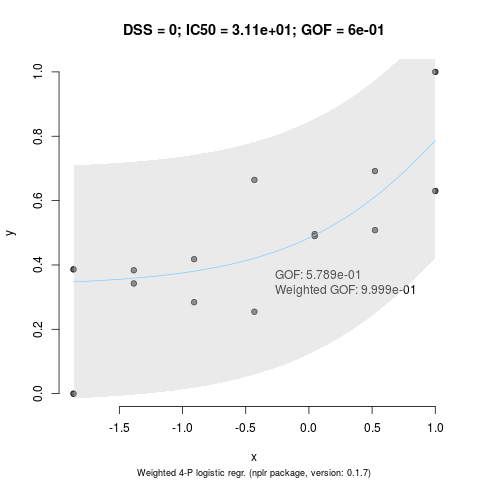 DSS = 0; IC50 = 3.11e+01; GOF = 6e-01
1.0
0.8
0.6
0.4
0.2
0.0
y
GOF: 5.789e-01
Weighted GOF: 9.999e-01
-1.5 -1.0 -0.5 0.0 0.5 1.0
x
Weighted 4-P logistic regr. (nplr package, version: 0.1.7)